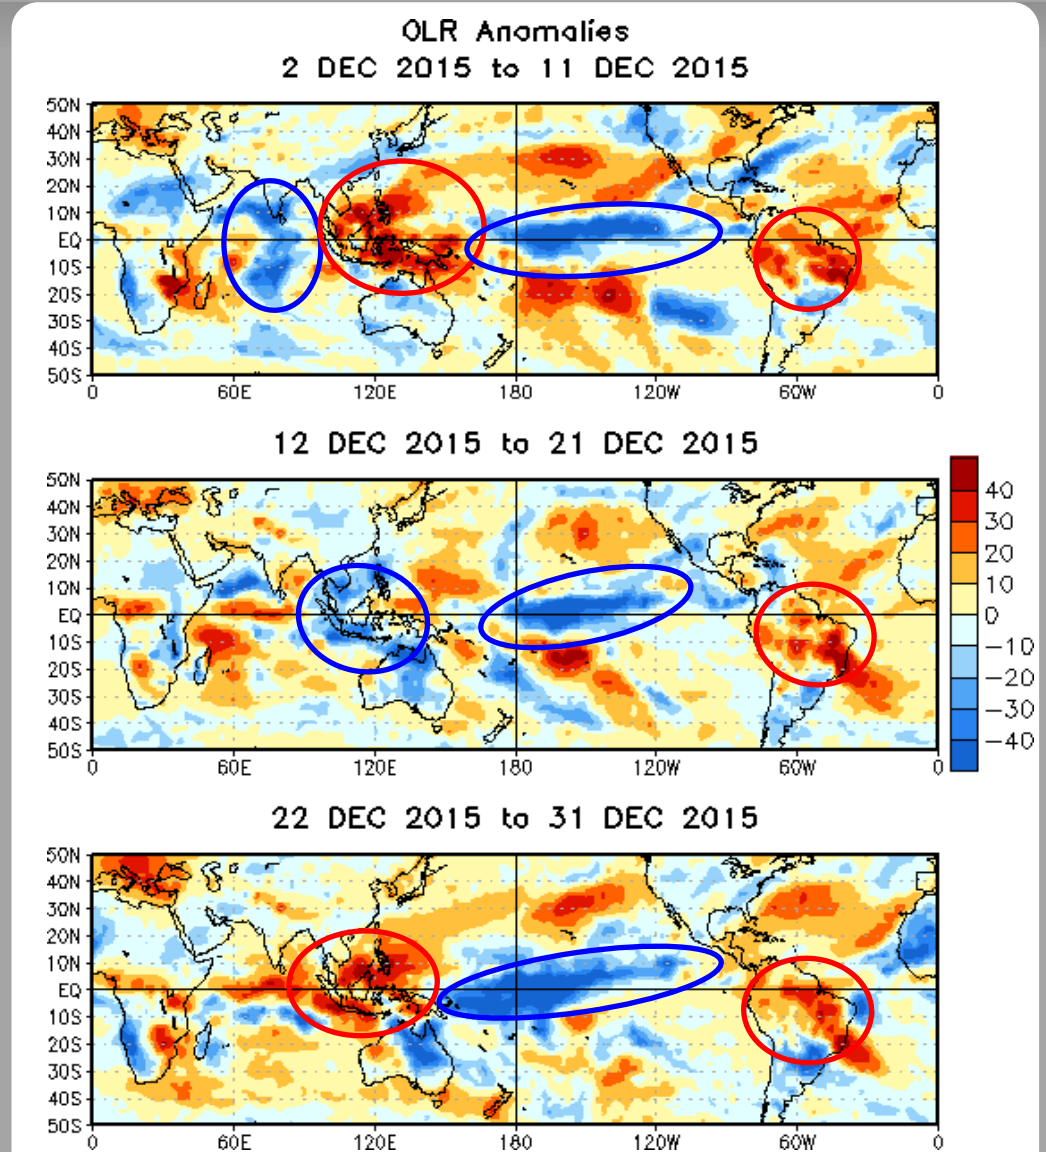 OLR Anomalies
2 DEC 2015 to 11 DEC 2015
50N
40N
30N
20N
10N
EQ
10S
20S
30S
40S
50S
0 60E 120E 180 120W 60W 0
12 DEC 2015 to 21 DEC 2015
50N
40N
30N
20N
10N
EQ
10S
20S
30S
40S
50S
0 60E 120E 180 120W 60W 0
40
30
20
10
0
−10
−20
−30
−40
22 DEC 2015 to 31 DEC 2015
50N
40N
30N
20N
10N
EQ
10S
20S
30S
40S
50S
0 60E 120E 180 120W 60W 0